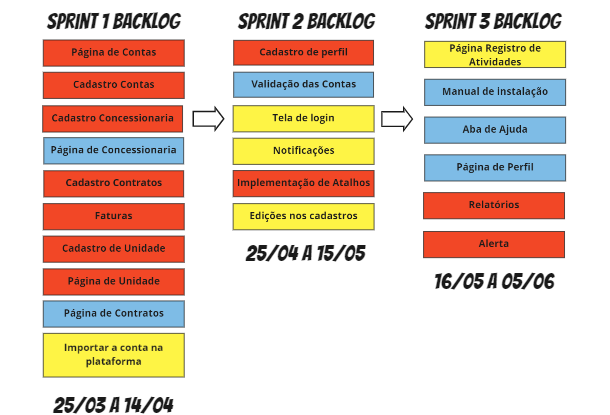 SPRINT 1 BACKLOG
Página de Contas
Cadastro Contas
Cadastro Concessionaria
Página de Concessionaria
Cadastro Contratos
Faturas
Cadastro de Unidade
Página de Unidade
Página de Contratos
Importar a conta na
plataforma
25/03 A 14/04
SPRINT 2 BACKLOG
Cadastro de perfil
Validação das Contas
Tela de login
Notificações
Implementação de Atalhos
Edições nos cadastros
25/04 A 15/05
SPRINT 3 BACKLOG
Página Registro de
Atividades
Manual de instalação
Aba de Ajuda
Página de Perfil
Relatórios
Alerta
16/05 A 05/06